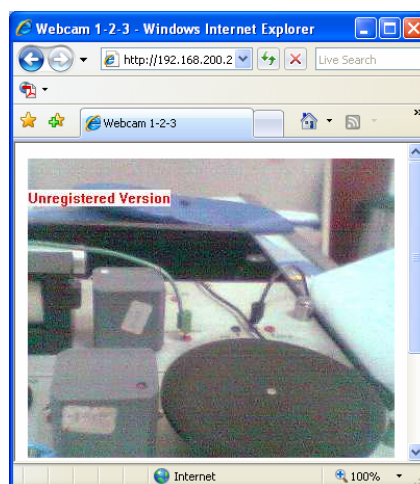 Webcam 1-2-3 - Windows Internet Explorer
http://192.168.200.2
Live Search
Webcam 1-2-3
»
Unregistered Version
Internet
100%